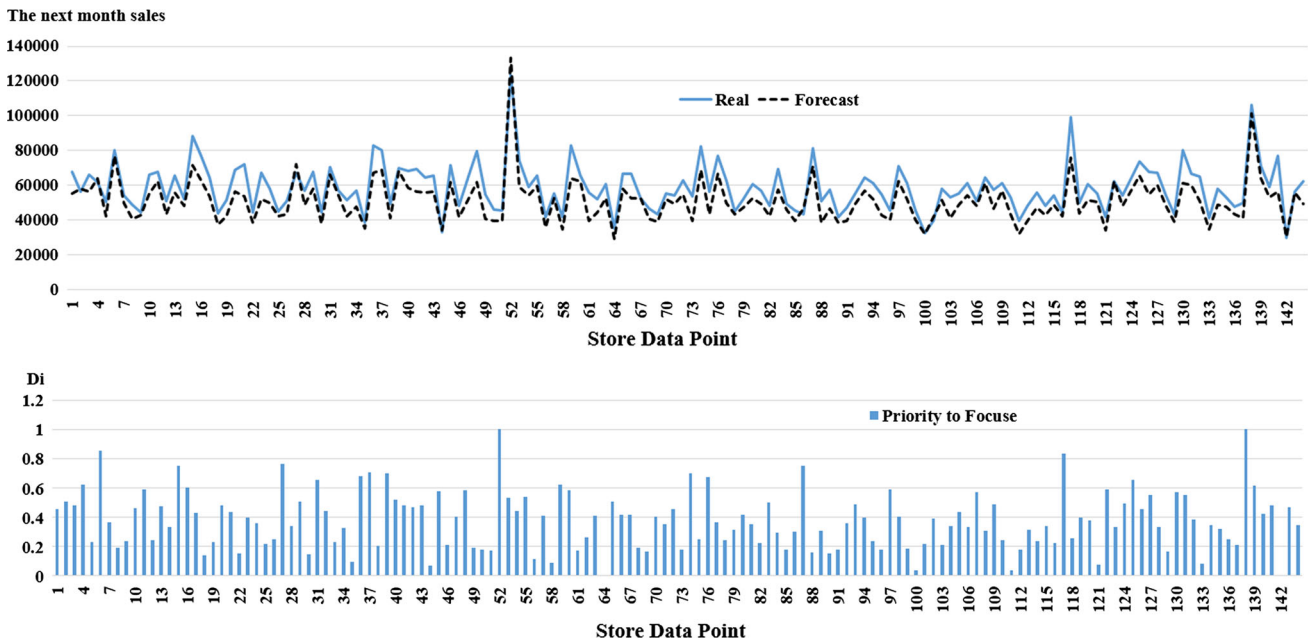 The next month sales
140000
120000
100000
80000
60000
40000
20000
0
Real Forecast
1 4 7 10 13 16 19 22 25 28 31 34 37 40 43 46 49 52 55 58 61 64 67 70 73 76 79 82 85 88 91 94 97 100 103 106 109 112 115 118 121 124 127 130 133 136 139 142
Store Data Point
Di
1.2
1
0.8
0.6
0.4
0.2
0
Priority to Focuse
1 4 7 10 13 16 19 22 25 28 31 34 37 40 43 46 49 52 55 58 61 64 67 70 73 76 79 82 85 88 91 94 97 100 103 106 109 112 115 118 121 124 127 130 133 136 139 142
Store Data Point